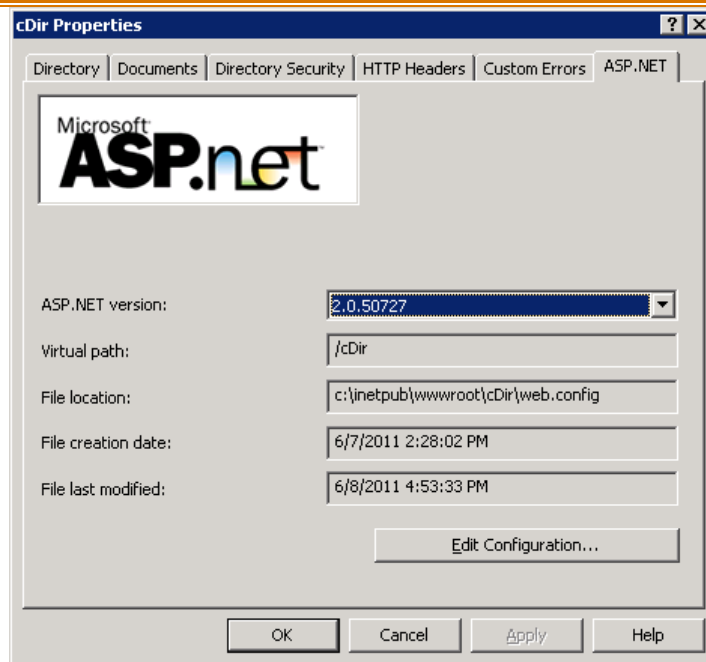 cDir Properties
Directory Documents Directory Security HTTP Headers Custom Errors ASP.NET
Microsoft
ASP.net
ASP.NET version: 2.0.50727
Virtual path: /cDir
File location: c:\inetpub\wwwroot\cDir\web.config
File creation date: 6/7/2011 2:28:02 PM
File last modified: 6/8/2011 4:53:33 PM
Edit Configuration...
OK Cancel Apply Help